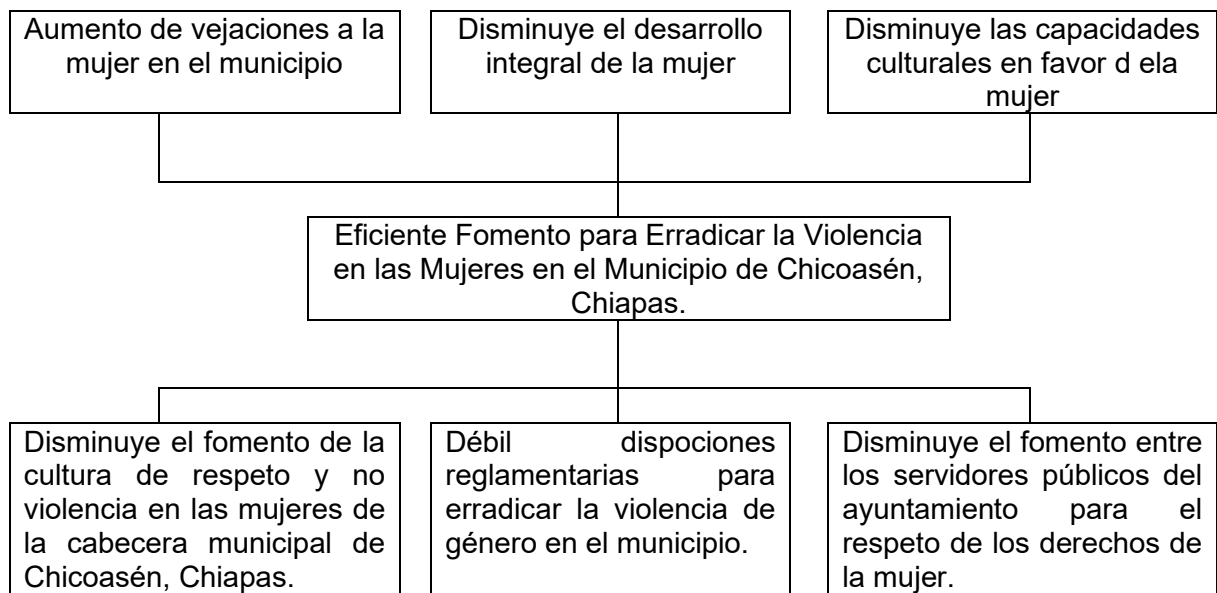 Aumento de vejaciones a la
mujer en el municipio
Disminuye el desarrollo
integral de la mujer
Disminuye las capacidades
culturales en favor d ela
mujer
Eficiente Fomento para Erradicar la Violencia
en las Mujeres en el Municipio de Chicoasén,
Chiapas.
Disminuye el fomento de la
cultura de respeto y no
violencia en las mujeres de
la cabecera municipal de
Chicoasén, Chiapas.
Débil dispociones
reglamentarias para
erradicar la violencia de
género en el municipio.
Disminuye el fomento entre
los servidores públicos del
ayuntamiento para el
respeto de los derechos de
la mujer.